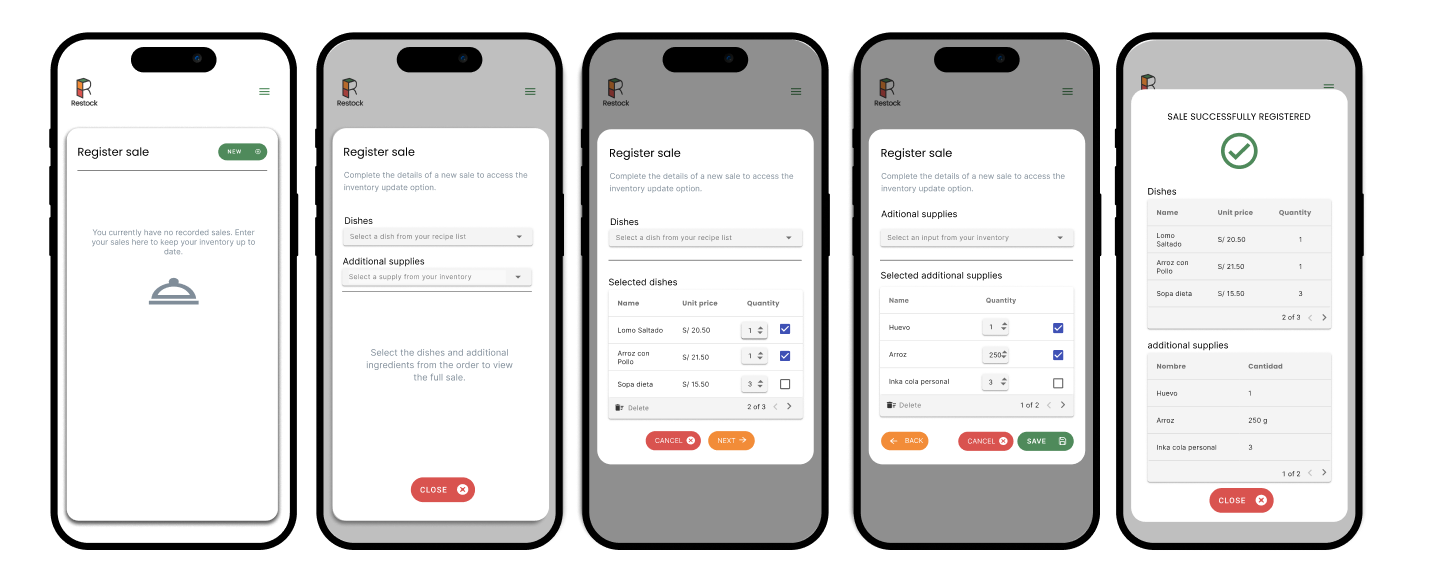 Restock
Register sale
NEW
You currently have no recorded sales. Enter
your sales here to keep your inventory up to
date.
Restock
Register sale
Complete the details of a new sale to access the
inventory update option.
Dishes
Select a dish from your recipe list
Additional supplies
Select a supply from your inventory
Select the dishes and additional
ingredients from the order to view
the full sale.
CLOSE
Restock
Register sale
Complete the details of a new sale to access the
inventory update option.
Dishes
Select a dish from your recipe list
Selected dishes
Name Unit price Quantity
Lomo Saltado S/ 20.50 1
Arroz con
Pollo S/ 21.50 1
Sopa dieta S/ 15.50 3
Delete 2 of 3
CANCEL NEXT
Restock
Register sale
Complete the details of a new sale to access the
inventory update option.
Aditional supplies
Select an input from your inventory
Selected additional supplies
Name Quantity
Huevo 1
Arroz 250
Inka cola personal 3
Delete 1 of 2
BACK CANCEL SAVE
SALE SUCCESSFULLY REGISTERED
Dishes
Name Unit price Quantity
Lomo
Saltado S/ 20.50 1
Arroz con
Pollo S/ 21.50 1
Sopa dieta S/ 15.50 3
2 of 3
additional supplies
Nombre Cantidad
Huevo 1
Arroz 250 g
Inka cola personal 3
1 of 2
CLOSE